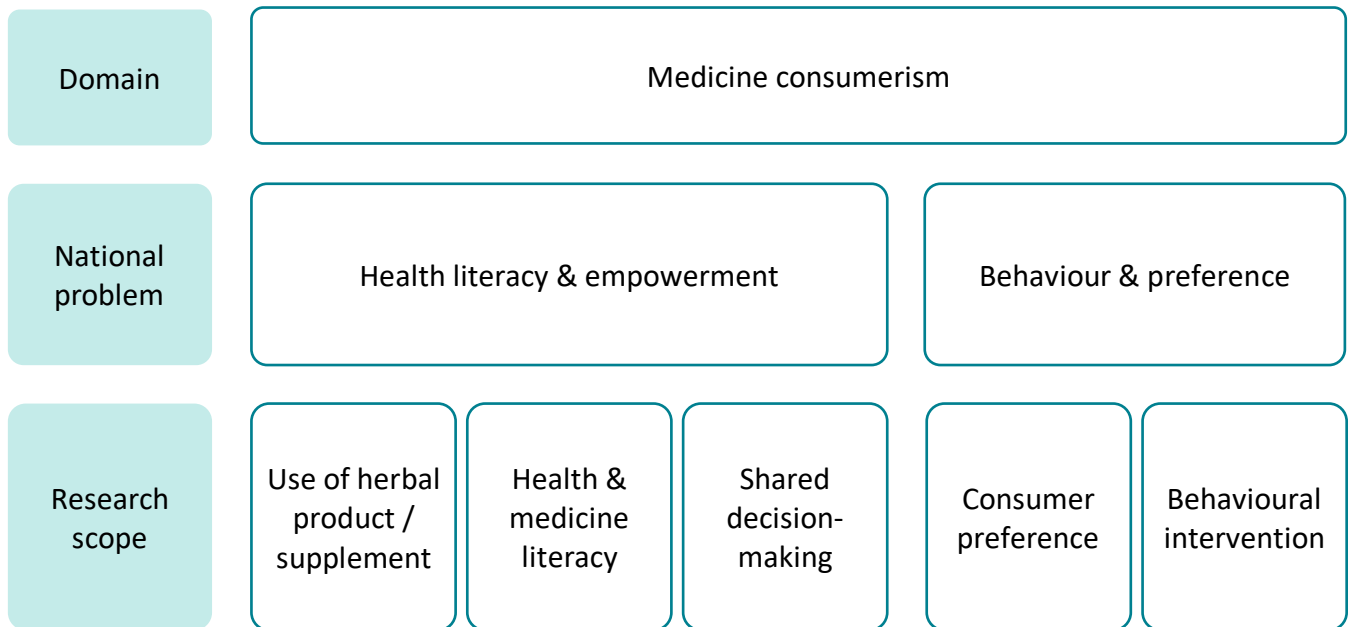 Domain
Medicine consumerism
National
problem
Health literacy & empowerment
Behaviour & preference
Research
scope
Use of herbal
product /
supplement
Health &
medicine
literacy
Shared
decision-
making
Consumer
preference
Behavioural
intervention